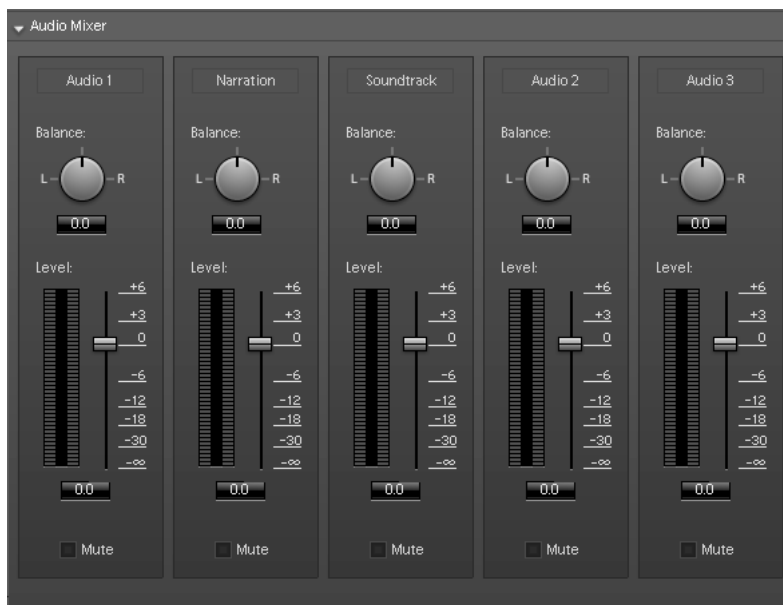 Audio Mixer
Audio 1
Balance:
L R
0.0
Level:
+6
+3
0
-6
-12
-18
-30
-∞
0.0
Mute
Narration
Balance:
L R
0.0
Level:
+6
+3
0
-6
-12
-18
-30
-∞
0.0
Mute
Soundtrack
Balance:
L R
0.0
Level:
+6
+3
0
-6
-12
-18
-30
-∞
0.0
Mute
Audio 2
Balance:
L R
0.0
Level:
+6
+3
0
-6
-12
-18
-30
-∞
0.0
Mute
Audio 3
Balance:
L R
0.0
Level:
+6
+3
0
-6
-12
-18
-30
-∞
0.0
Mute